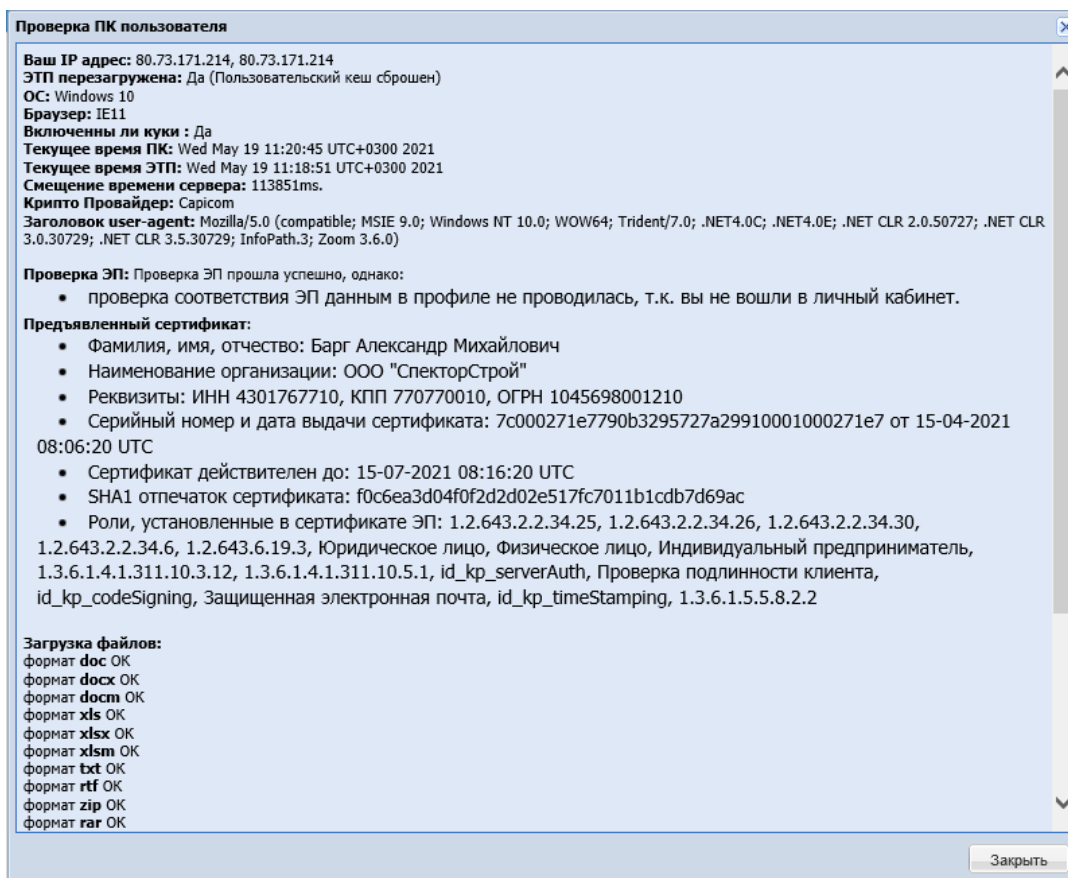 Проверка ПК пользователя
Ваш IP адрес: 80.73.171.214, 80.73.171.214
ЭТП перезагружена: Да (Пользовательский кеш сброшен)
ОС: Windows 10
Браузер: IE11
Включенны ли куки : Да
Текущее время ПК: Wed May 19 11:20:45 UTC+0300 2021
Текущее время ЭТП: Wed May 19 11:18:51 UTC+0300 2021
Смещение времени сервера: 113851ms.
Крипто Провайдер: Capicom
Заголовок user-agent: Mozilla/5.0 (compatible; MSIE 9.0; Windows NT 10.0; WOW64; Trident/7.0; .NET4.0C; .NET4.0E; .NET CLR 2.0.50727; .NET CLR
3.0.30729; .NET CLR 3.5.30729; InfoPath.3; Zoom 3.6.0)
Проверка ЭП: Проверка ЭП прошла успешно, однако:
• проверка соответствия ЭП данным в профиле не проводилась, т.к. вы не вошли в личный кабинет.
Предъявленный сертификат:
• Фамилия, имя, отчество: Барг Александр Михайлович
• Наименование организации: ООО "СпекторСтрой"
• Реквизиты: ИНН 4301767710, КПП 770770010, ОГРН 1045698001210
• Серийный номер и дата выдачи сертификата: 7c000271e7790b3295727a29910001000271e7 от 15-04-2021
08:06:20 UTC
• Сертификат действителен до: 15-07-2021 08:16:20 UTC
• SHA1 отпечаток сертификата: f0c6ea3d04f0f2d2d02e517fc7011b1cdb7d69ac
• Роли, установленные в сертификате ЭП: 1.2.643.2.2.34.25, 1.2.643.2.2.34.26, 1.2.643.2.2.34.30,
1.2.643.2.2.34.6, 1.2.643.6.19.3, Юридическое лицо, Физическое лицо, Индивидуальный предприниматель,
1.3.6.1.4.1.311.10.3.12, 1.3.6.1.4.1.311.10.5.1, id_kp_serverAuth, Проверка подлинности клиента,
id_kp_codeSigning, Защищенная электронная почта, id_kp_timeStamping, 1.3.6.1.5.5.8.2.2
Загрузка файлов:
формат doc OK
формат docx OK
формат docm OK
формат xls OK
формат xlsx OK
формат xlsm OK
формат txt OK
формат rtf OK
формат zip OK
формат rar OK
Закрыть